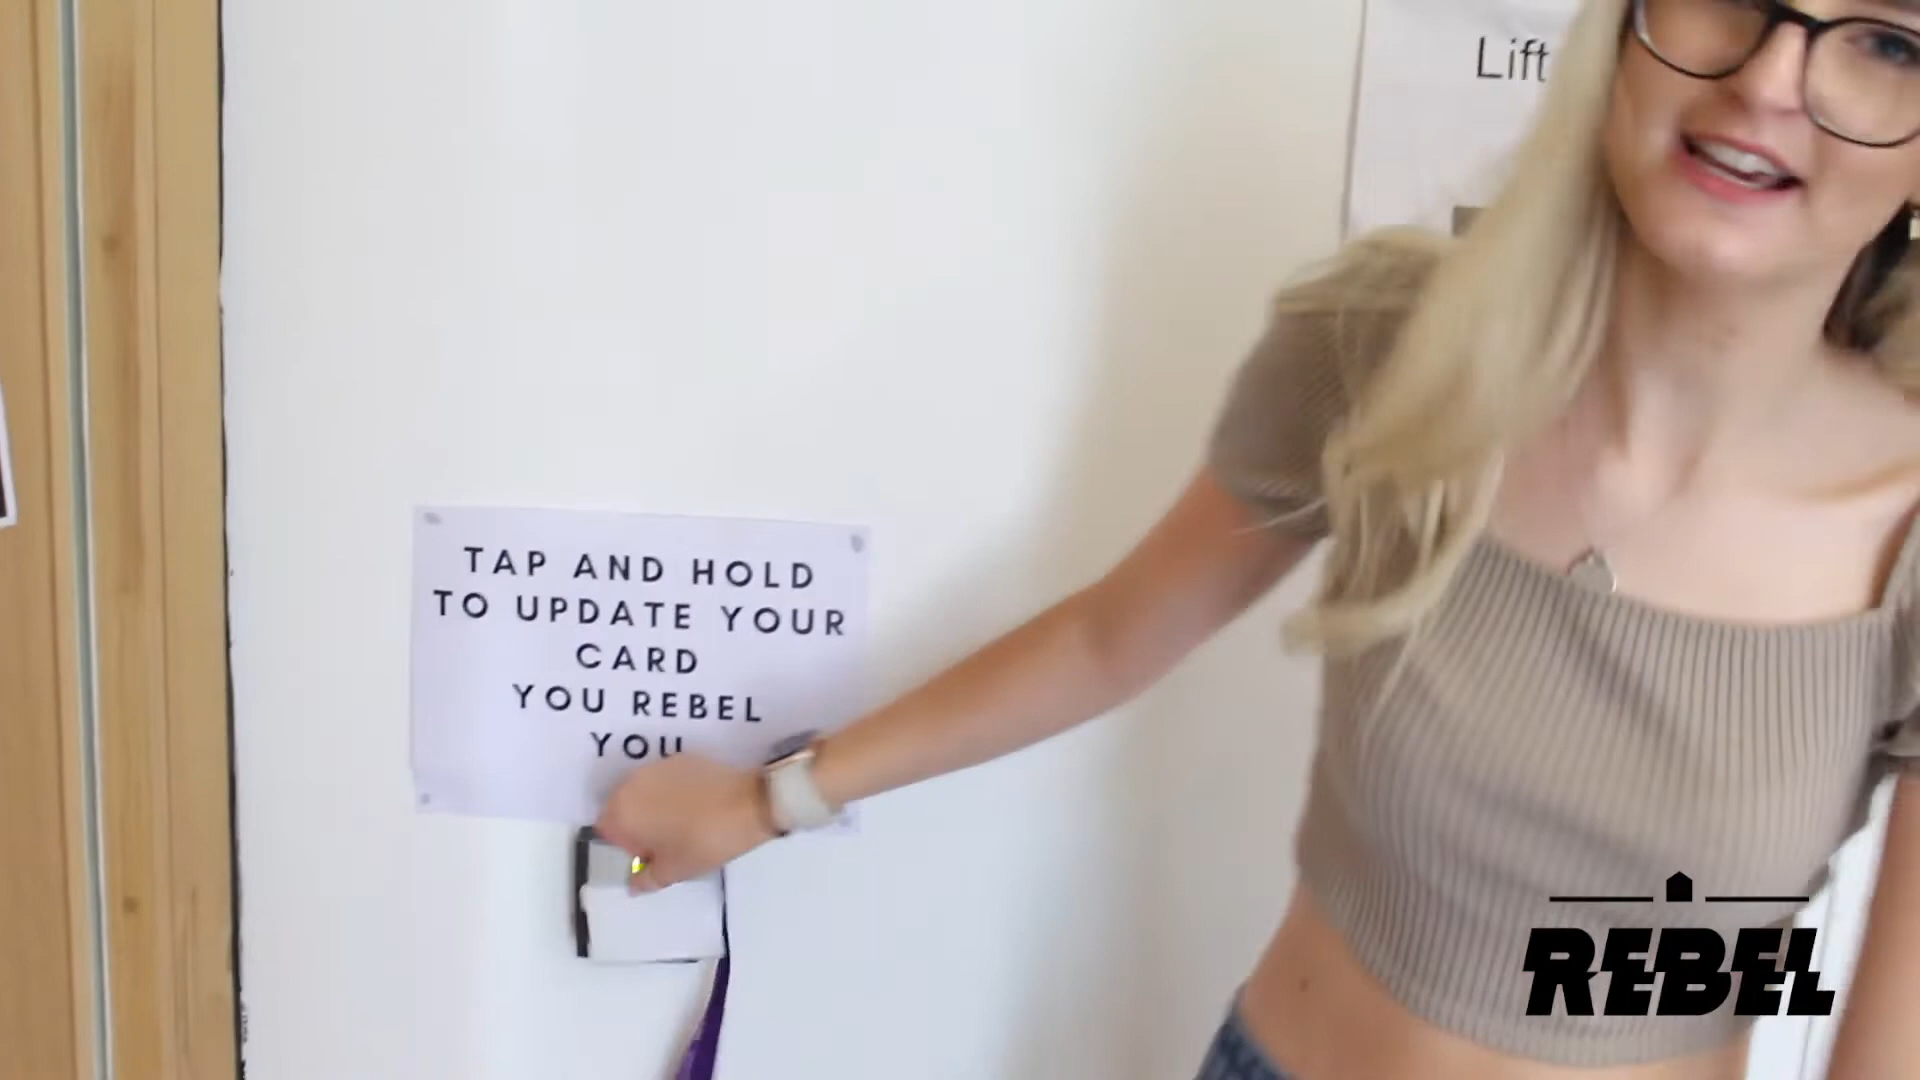 Lift
TAP AND HOLD
TO UPDATE YOUR
CARD
YOU REBEL
YOU
REBEL